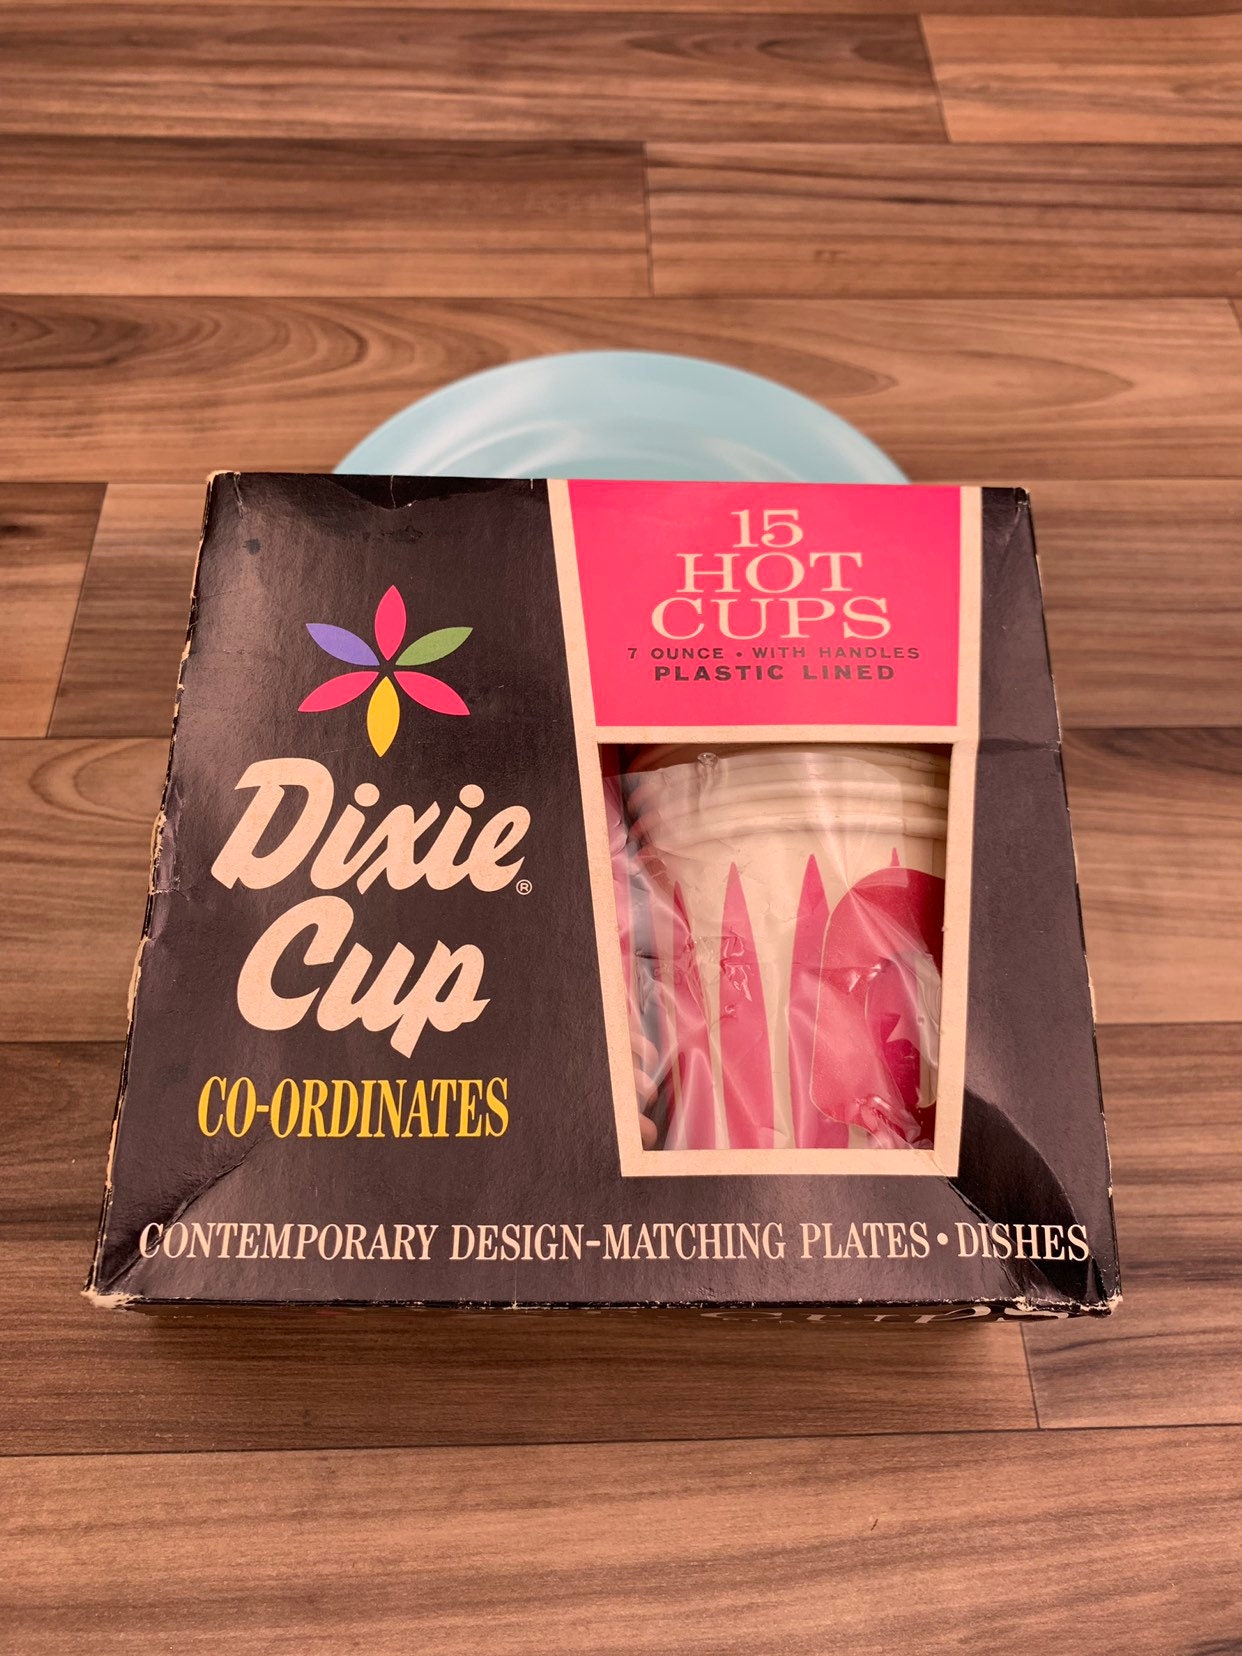 15
HOT
CUPS
7 OUNCE • WITH HANDLES
PLASTIC LINED
Dixie®
Cup
CO-ORDINATES
CONTEMPORARY DESIGN-MATCHING PLATES • DISHES